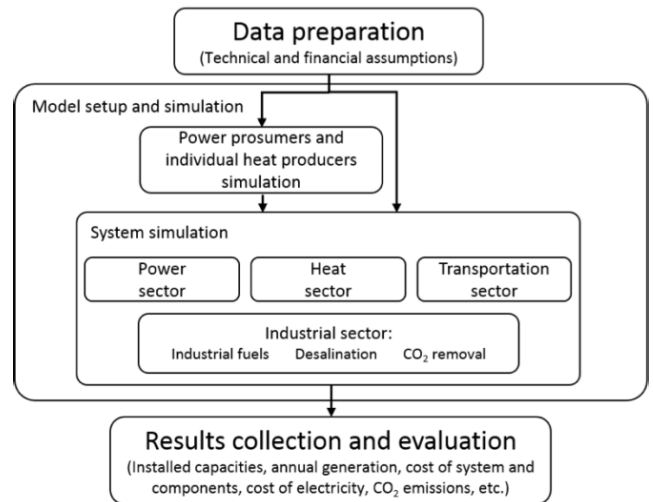 Data preparation
(Technical and financial assumptions)
Model setup and simulation
Power prosumers and
individual heat producers
simulation
System simulation
Power
sector
Heat
sector
Transportation
sector
Industrial sector:
Industrial fuels Desalination CO₂ removal
Results collection and evaluation
(Installed capacities, annual generation, cost of system and
components, cost of electricity, CO₂ emissions, etc.)